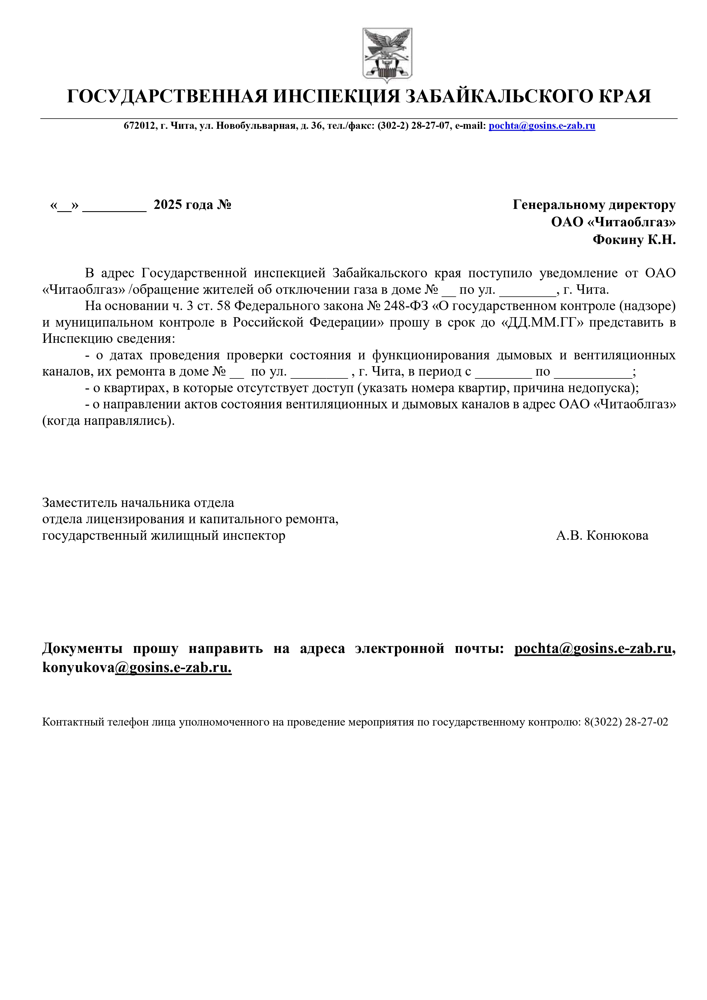 ГОСУДАРСТВЕННАЯ ИНСПЕКЦИЯ ЗАБАЙКАЛЬСКОГО КРАЯ
672012, г. Чита, ул. Новобульварная, д. 36, тел./факс: (302-2) 28-27-07, e-mail: pochta@gosins.e-zab.ru
«__» _________ 2025 года №
Генеральному директору
ОАО «Читаоблгаз»
Фокину К.Н.
В адрес Государственной инспекцией Забайкальского края поступило уведомление от ОАО
«Читаоблгаз» /обращение жителей об отключении газа в доме № __ по ул. ________, г. Чита.
На основании ч. 3 ст. 58 Федерального закона № 248-ФЗ «О государственном контроле (надзоре)
и муниципальном контроле в Российской Федерации» прошу в срок до «ДД.ММ.ГГ» представить в
Инспекцию сведения:
- о датах проведения проверки состояния и функционирования дымовых и вентиляционных
каналов, их ремонта в доме № __ по ул. ________ , г. Чита, в период с ________ по ___________;
- о квартирах, в которые отсутствует доступ (указать номера квартир, причина недопуска);
- о направлении актов состояния вентиляционных и дымовых каналов в адрес ОАО «Читаоблгаз»
(когда направлялись).
Заместитель начальника отдела
отдела лицензирования и капитального ремонта,
государственный жилищный инспектор А.В. Конюкова
Документы прошу направить на адреса электронной почты: pochta@gosins.e-zab.ru,
konyukova@gosins.e-zab.ru.
Контактный телефон лица уполномоченного на проведение мероприятия по государственному контролю: 8(3022) 28-27-02